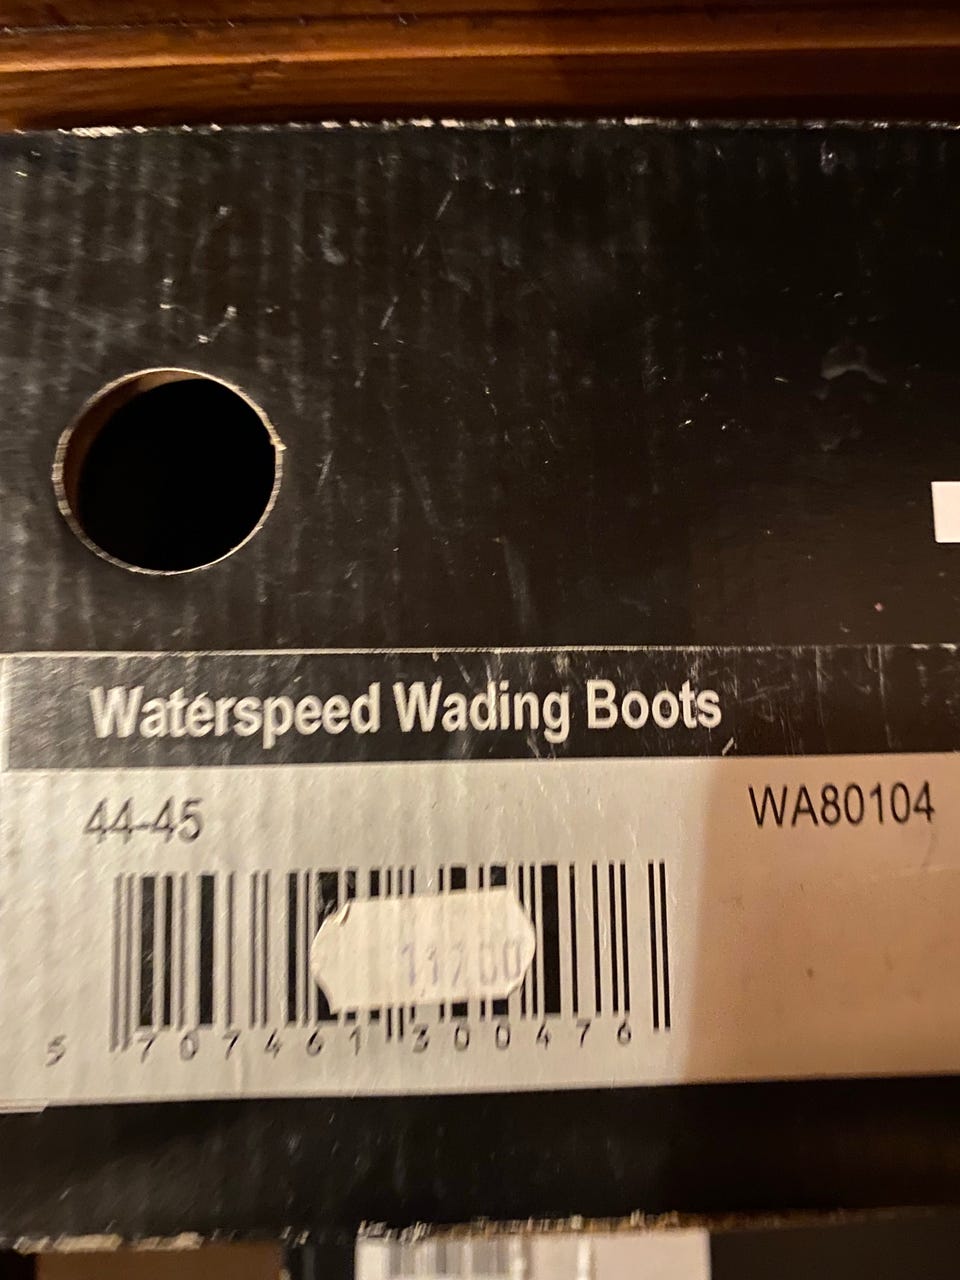 Waterspeed Wading Boots
44-45 WA80104
5 707461 300476